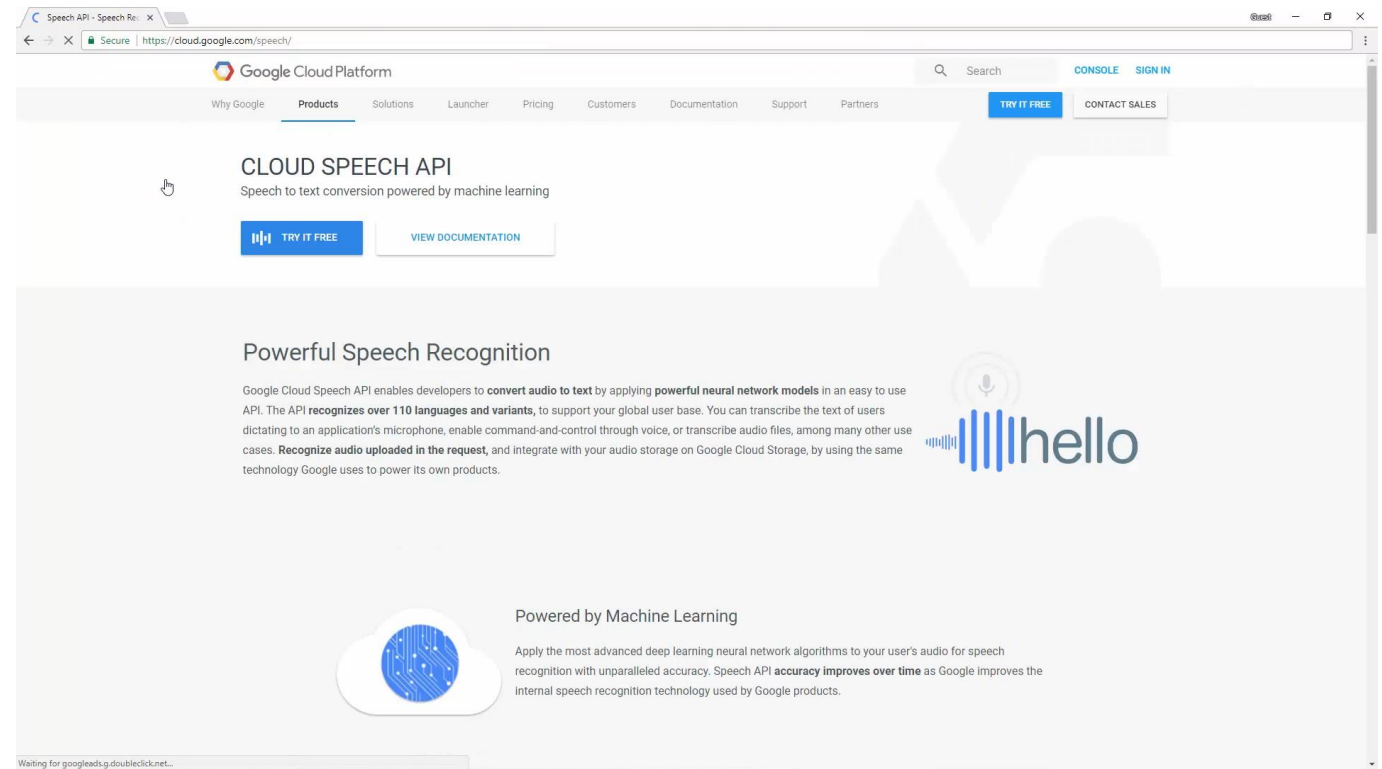 Speech API - Speech Rec
Guest
Secure | https://cloud.google.com/speech/
Google Cloud Platform
Search
CONSOLE SIGN IN
Why Google Products Solutions Launcher Pricing Customers Documentation Support Partners
TRY IT FREE CONTACT SALES
CLOUD SPEECH API
Speech to text conversion powered by machine learning
TRY IT FREE VIEW DOCUMENTATION
Powerful Speech Recognition
Google Cloud Speech API enables developers to convert audio to text by applying powerful neural network models in an easy to use
API. The API recognizes over 110 languages and variants, to support your global user base. You can transcribe the text of users
dictating to an application's microphone, enable command-and-control through voice, or transcribe audio files, among many other use
cases. Recognize audio uploaded in the request, and integrate with your audio storage on Google Cloud Storage, by using the same
technology Google uses to power its own products.
hello
Powered by Machine Learning
Apply the most advanced deep learning neural network algorithms to your user's audio for speech
recognition with unparalleled accuracy. Speech API accuracy improves over time as Google improves the
internal speech recognition technology used by Google products.
Waiting for googleads.g.doubleclick.net...